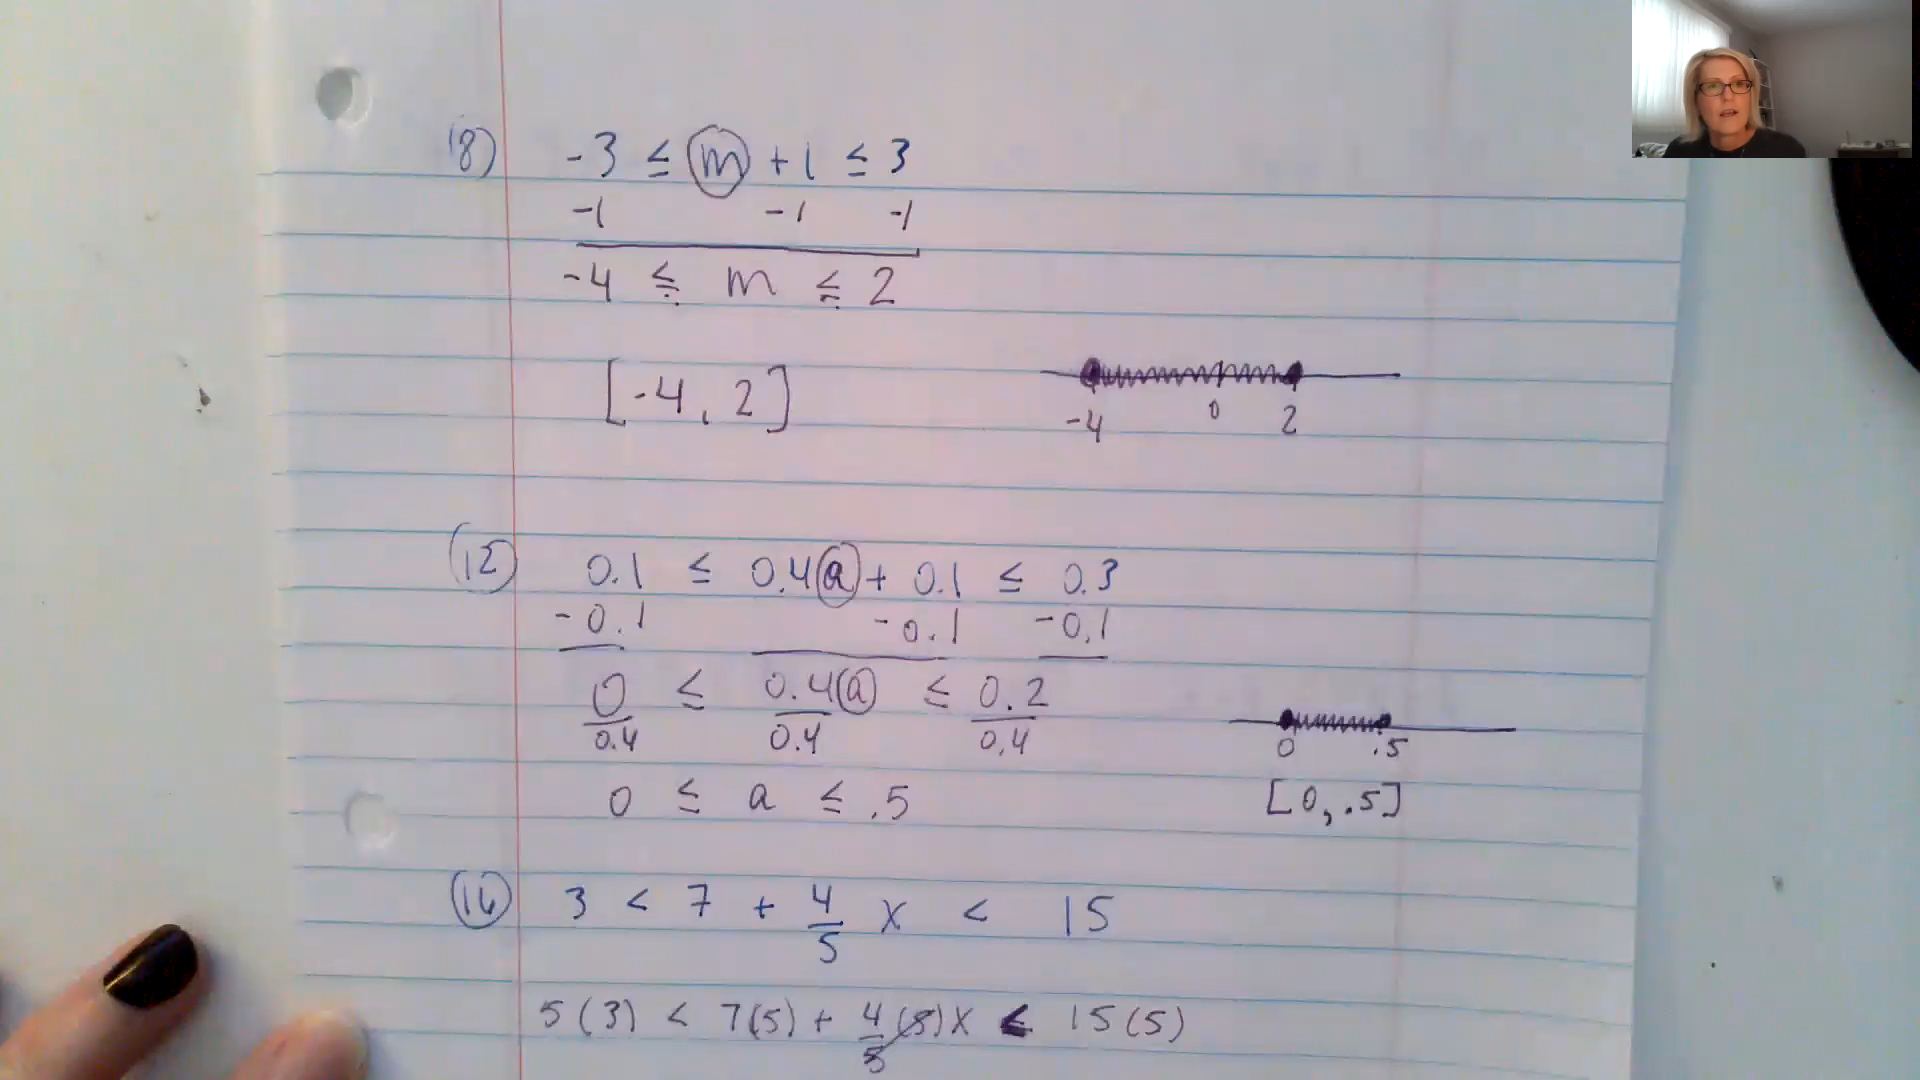 8) -3 ≤ m + 1 ≤ 3
-1 -1 -1
-4 ≤ m ≤ 2
[-4, 2]
-4 0 2
12 0.1 ≤ 0.4a + 0.1 ≤ 0.3
-0.1 -0.1 -0.1
0 ≤ 0.4a ≤ 0.2
0.4 0.4 0.4
0 .5
0 ≤ a ≤ .5
[0, .5]
16 3 < 7 + 4/5 x < 15
5(3) < 7(5) + 4/5 (5)x < 15(5)